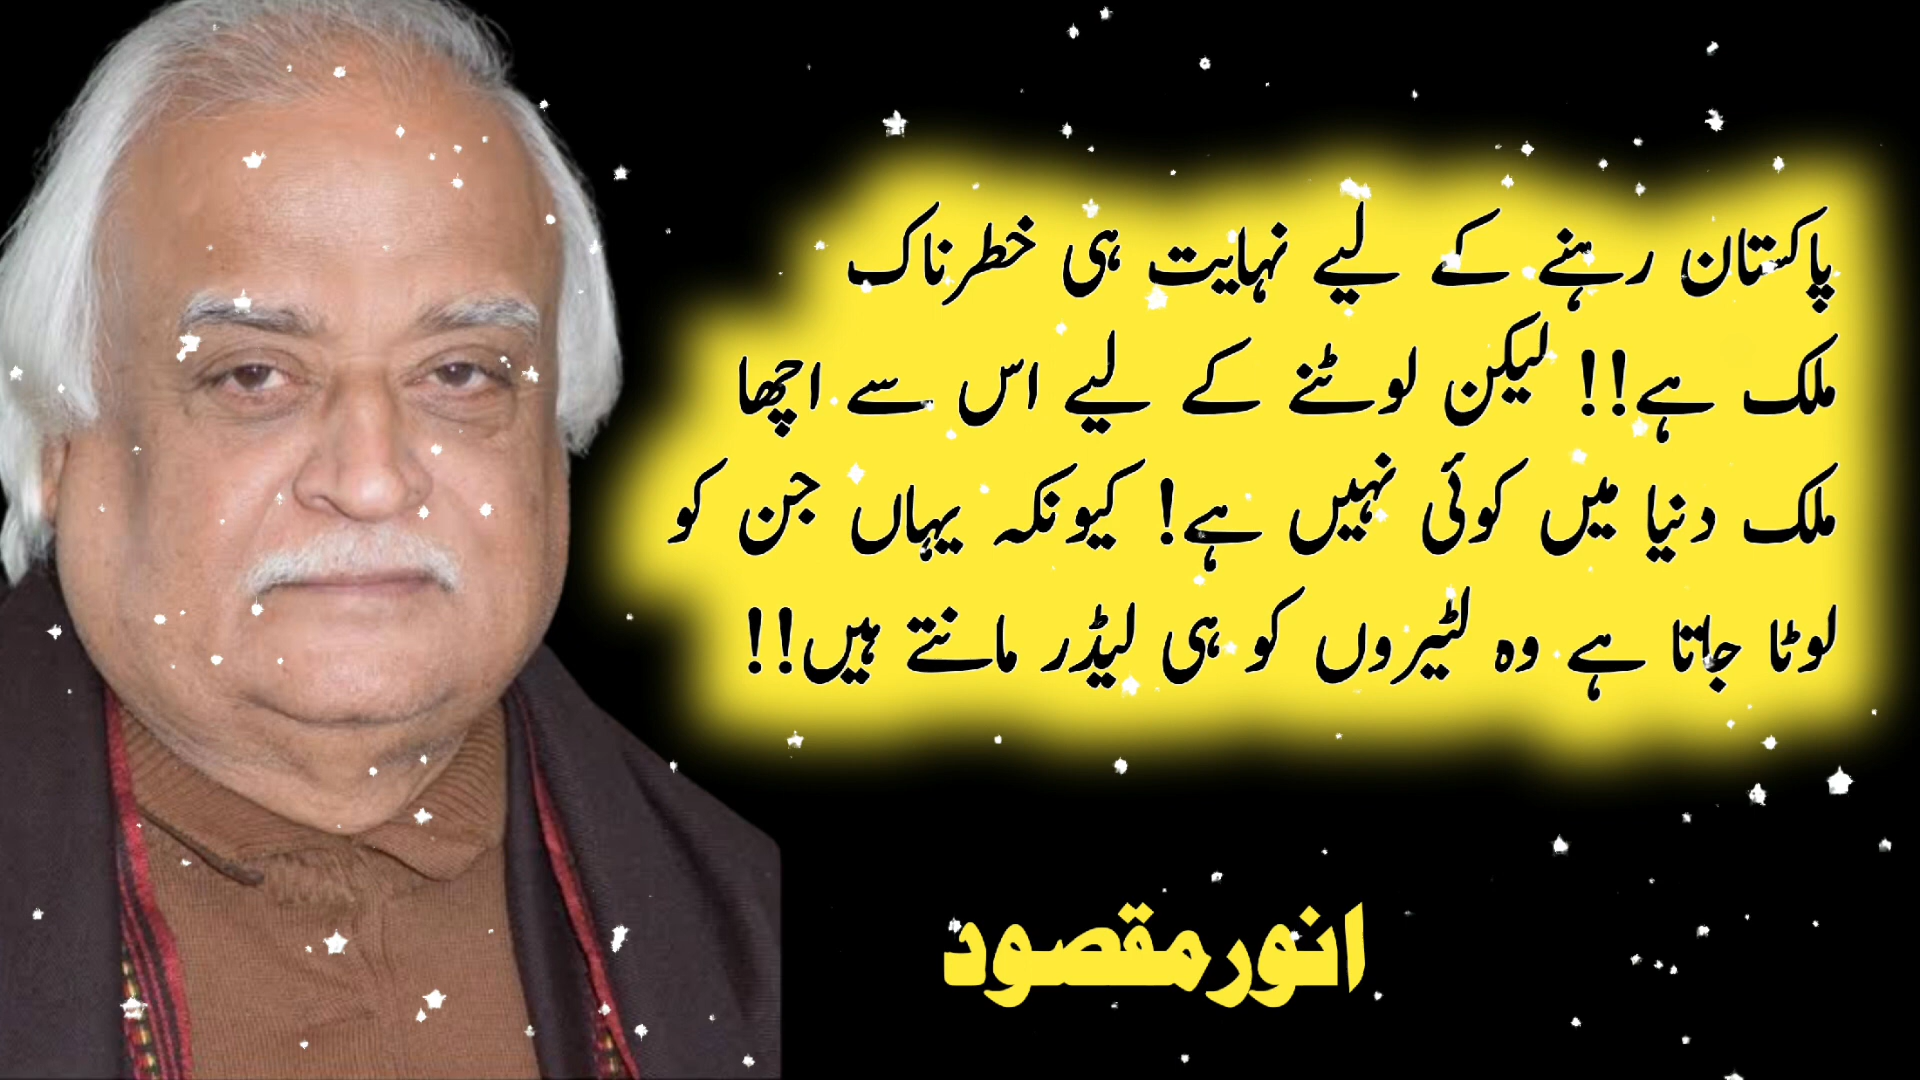 پاکستان رہنے کے لیے نہایت ہی خطرناک
ملک ہے!! لیکن لوٹنے کے لیے اس سے اچھا
ملک دنیا میں کوئی نہیں ہے! کیونکہ یہاں جن کو
لوٹا جاتا ہے وہ لٹیروں کو ہی لیڈر مانتے ہیں!!
انور مقصود